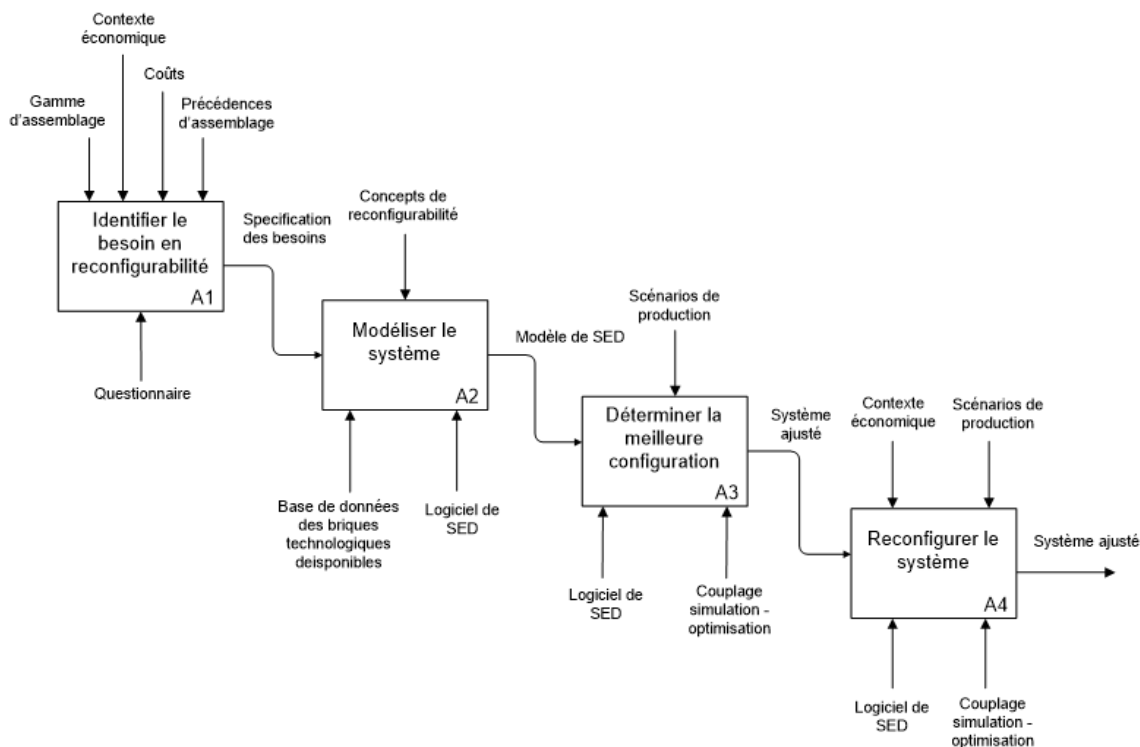 Contexte
économique
Coûts
Gamme
d'assemblage
Précédences
d'assemblage
Identifier le
besoin en
reconfigurabilité
A1
Questionnaire
Specification
des besoins
Concepts de
reconfigurabilité
Modéliser le
système
A2
Base de données
des briques
technologiques
deisponibles
Logiciel de
SED
Modèle de SED
Scénarios de
production
Déterminer la
meilleure
configuration
A3
Logiciel de
SED
Couplage
simulation -
optimisation
Système
ajusté
Contexte
économique
Scénarios de
production
Reconfigurer le
système
A4
Logiciel de
SED
Couplage
simulation -
optimisation
Système ajusté